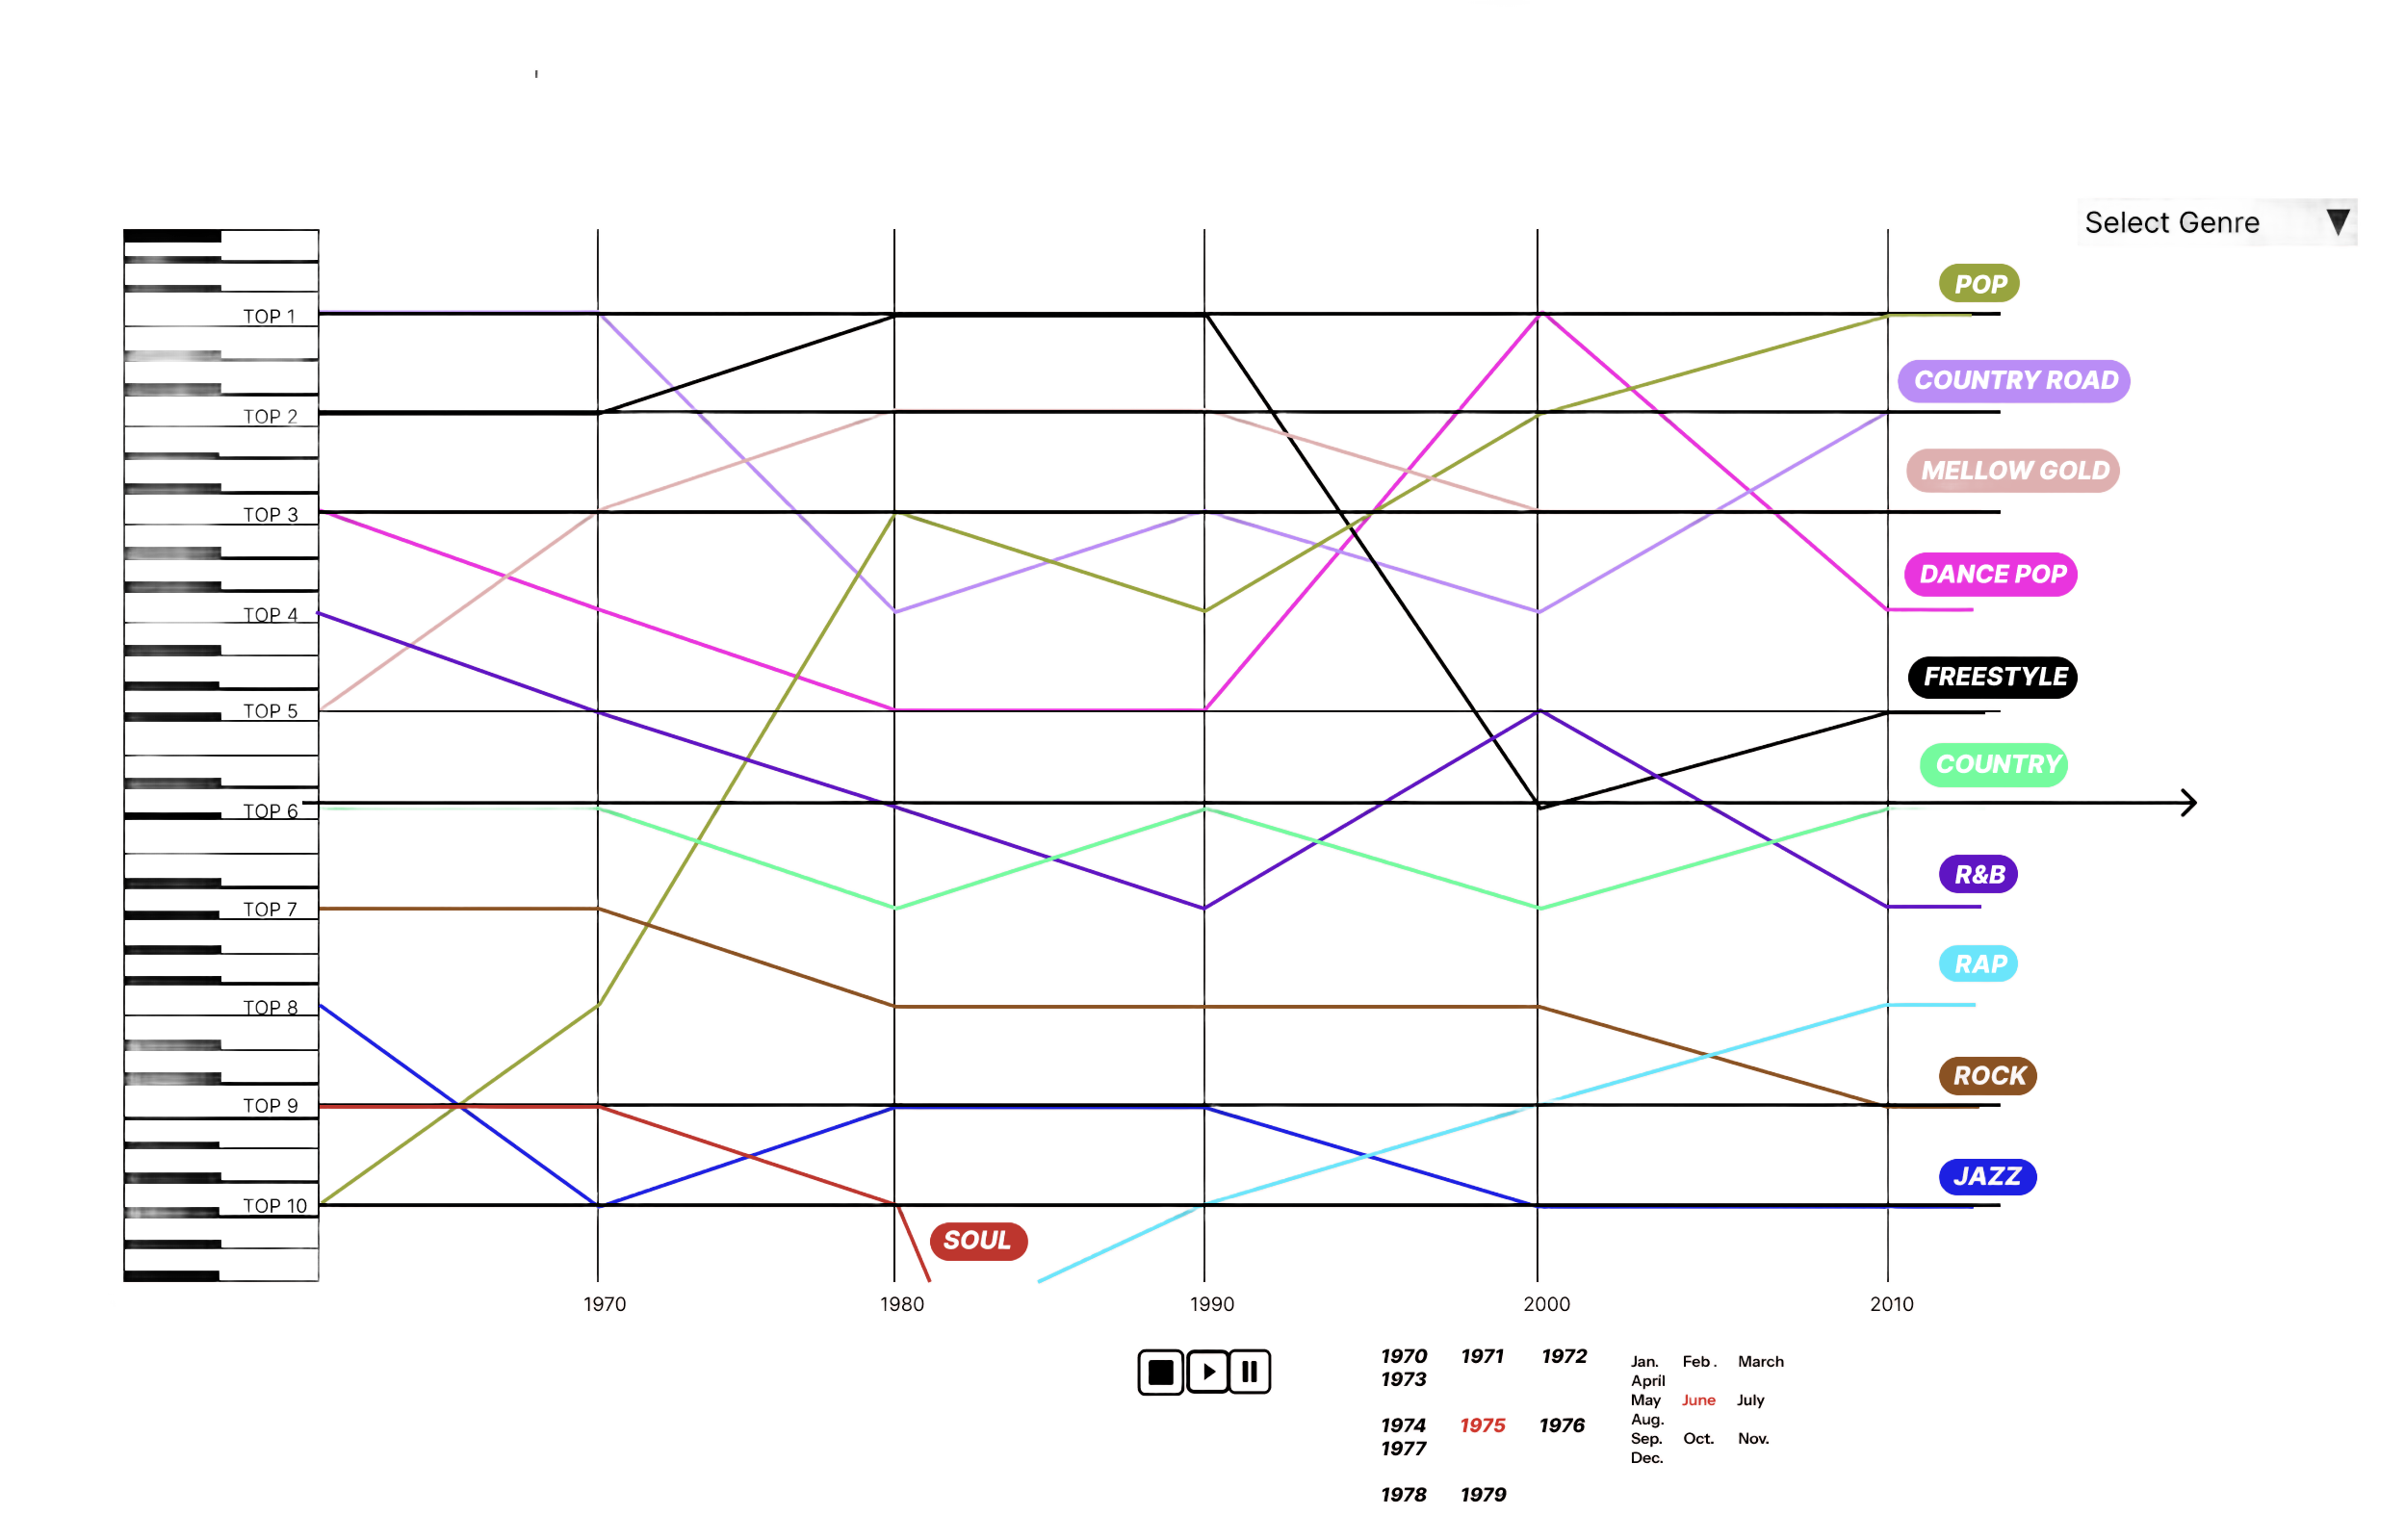 Select Genre
POP
TOP 1
COUNTRY ROAD
TOP 2
MELLOW GOLD
TOP 3
DANCE POP
TOP 4
FREESTYLE
TOP 5
COUNTRY
TOP 6
R&B
TOP 7
RAP
TOP 8
ROCK
TOP 9
JAZZ
TOP 10
SOUL
1970 1980 1990 2000 2010
1970 1971 1972
1973
1974 1975 1976
1977
1978 1979
Jan. Feb . March
April
May June July
Aug.
Sep. Oct. Nov.
Dec.